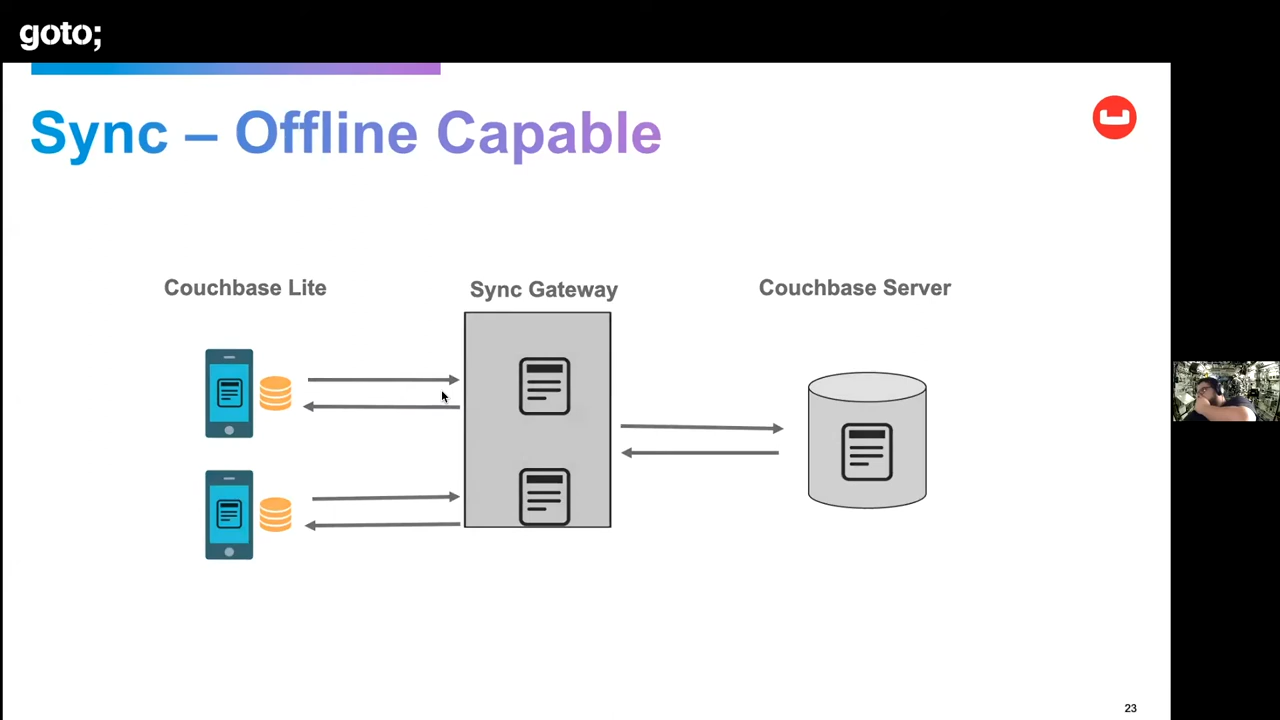 goto;
Sync – Offline Capable
Couchbase Lite
Sync Gateway
Couchbase Server
23